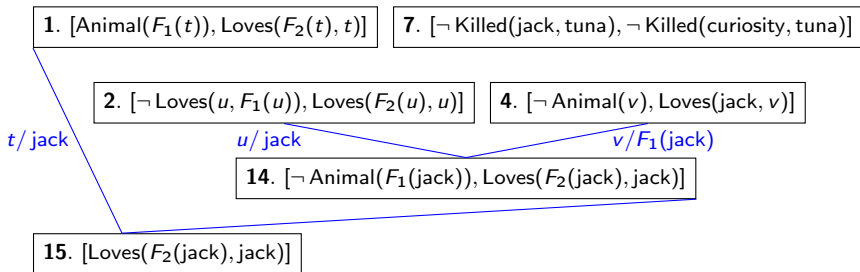 1. [Animal(F₁(t)), Loves(F₂(t), t)] 7. [¬ Killed(jack, tuna), ¬ Killed(curiosity, tuna)]
2. [¬ Loves(u, F₁(u)), Loves(F₂(u), u)] 4. [¬ Animal(v), Loves(jack, v)]
t/ jack u/ jack v/F₁(jack)
14. [¬ Animal(F₁(jack)), Loves(F₂(jack), jack)]
15. [Loves(F₂(jack), jack)]